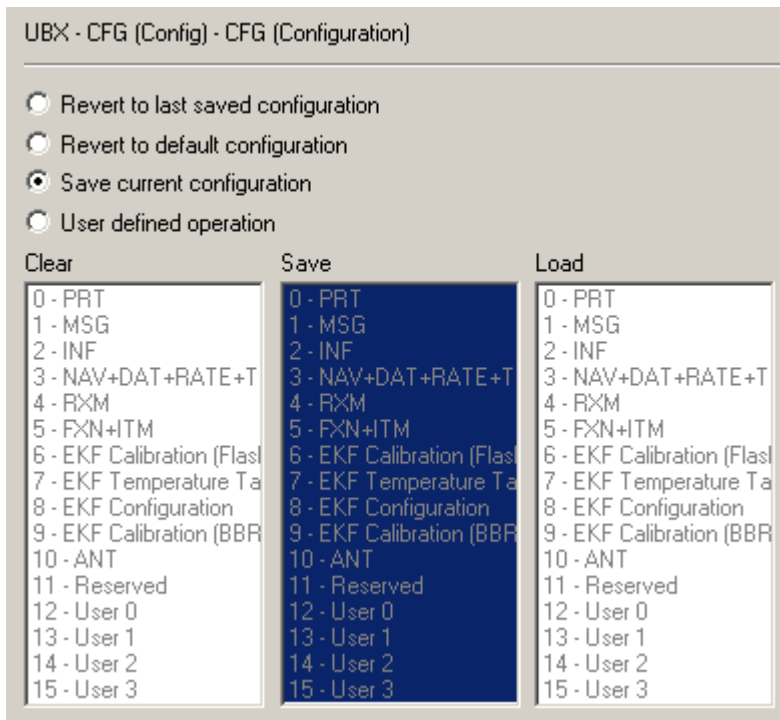 UBX - CFG (Config) - CFG (Configuration)
Revert to last saved configuration
Revert to default configuration
Save current configuration
User defined operation
Clear
0 - PRT
1 - MSG
2 - INF
3 - NAV+DAT+RATE+T
4 - RXM
5 - FXN+ITM
6 - EKF Calibration (Flas
7 - EKF Temperature Ta
8 - EKF Configuration
9 - EKF Calibration (BBR
10 - ANT
11 - Reserved
12 - User 0
13 - User 1
14 - User 2
15 - User 3
Save
0 - PRT
1 - MSG
2 - INF
3 - NAV+DAT+RATE+T
4 - RXM
5 - FXN+ITM
6 - EKF Calibration (Flas
7 - EKF Temperature Ta
8 - EKF Configuration
9 - EKF Calibration (BBR
10 - ANT
11 - Reserved
12 - User 0
13 - User 1
14 - User 2
15 - User 3
Load
0 - PRT
1 - MSG
2 - INF
3 - NAV+DAT+RATE+T
4 - RXM
5 - FXN+ITM
6 - EKF Calibration (Flas
7 - EKF Temperature Ta
8 - EKF Configuration
9 - EKF Calibration (BBR
10 - ANT
11 - Reserved
12 - User 0
13 - User 1
14 - User 2
15 - User 3